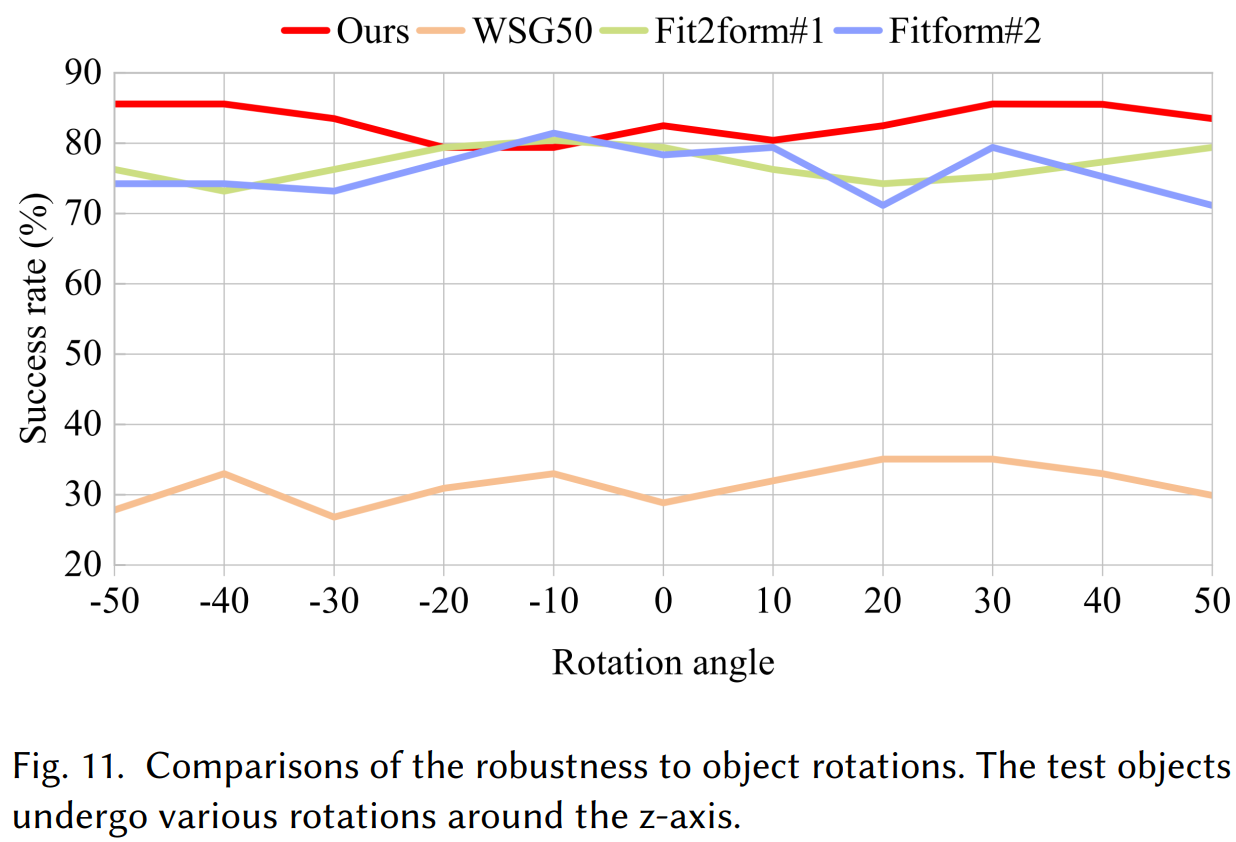 Ours WSG50 Fit2form#1 Fitform#2
90
80
70
60
50
40
30
20
Success rate (%)
-50 -40 -30 -20 -10 0 10 20 30 40 50
Rotation angle
Fig. 11. Comparisons of the robustness to object rotations. The test objects
undergo various rotations around the z-axis.